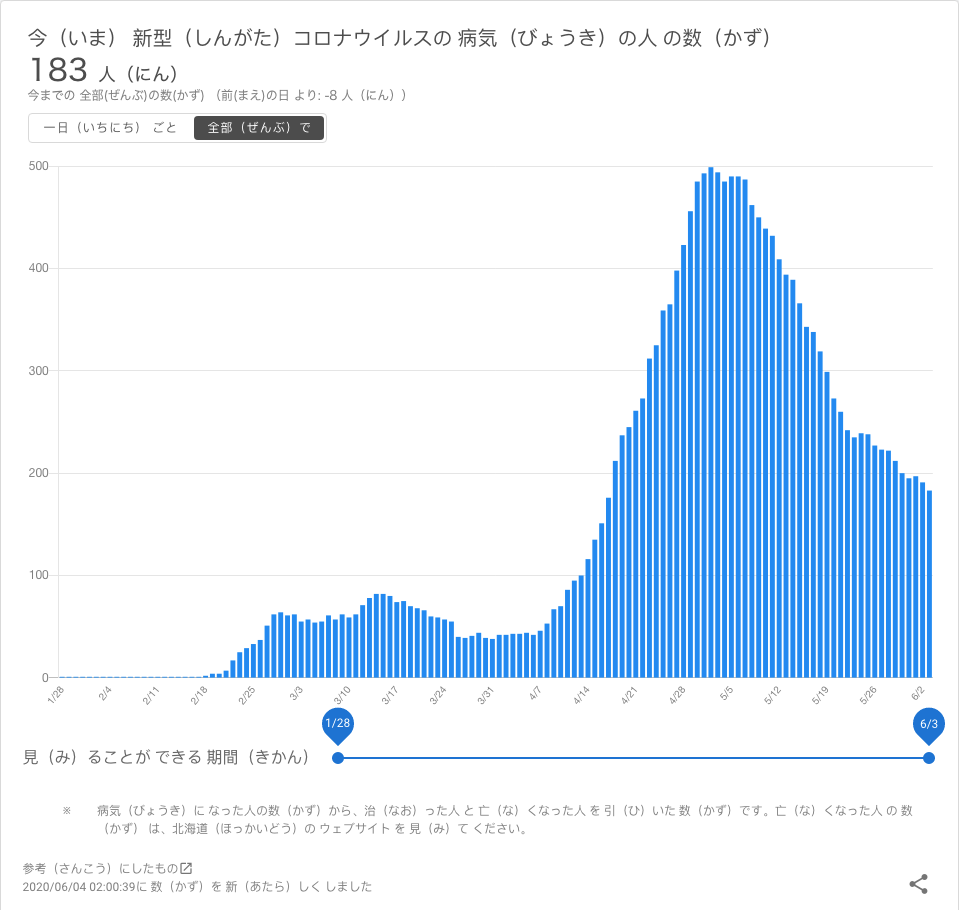 今（いま） 新型（しんがた）コロナウイルスの 病気（びょうき）の人 の数（かず）
183 人（にん）
今までの 全部(ぜんぶ)の数(かず) （前(まえ)の日 より: -8 人（にん））
一日（いちにち） ごと 全部（ぜんぶ）で
500
400
300
200
100
0
1/28 2/4 2/11 2/18 2/25 3/3 3/10 3/17 3/24 3/31 4/7 4/14 4/21 4/28 5/5 5/12 5/19 5/26 6/2
1/28 6/3
見（み）ることが できる 期間（きかん）
※ 病気（びょうき）に なった人の数（かず）から、治（なお）った人 と 亡（な）くなった人 を 引（ひ）いた 数（かず）です。亡（な）くなった人 の 数
（かず） は、北海道（ほっかいどう）の ウェブサイト を 見（み）て ください。
参考（さんこう）にしたもの
2020/06/04 02:00:39に 数（かず）を 新（あたら）しく しました